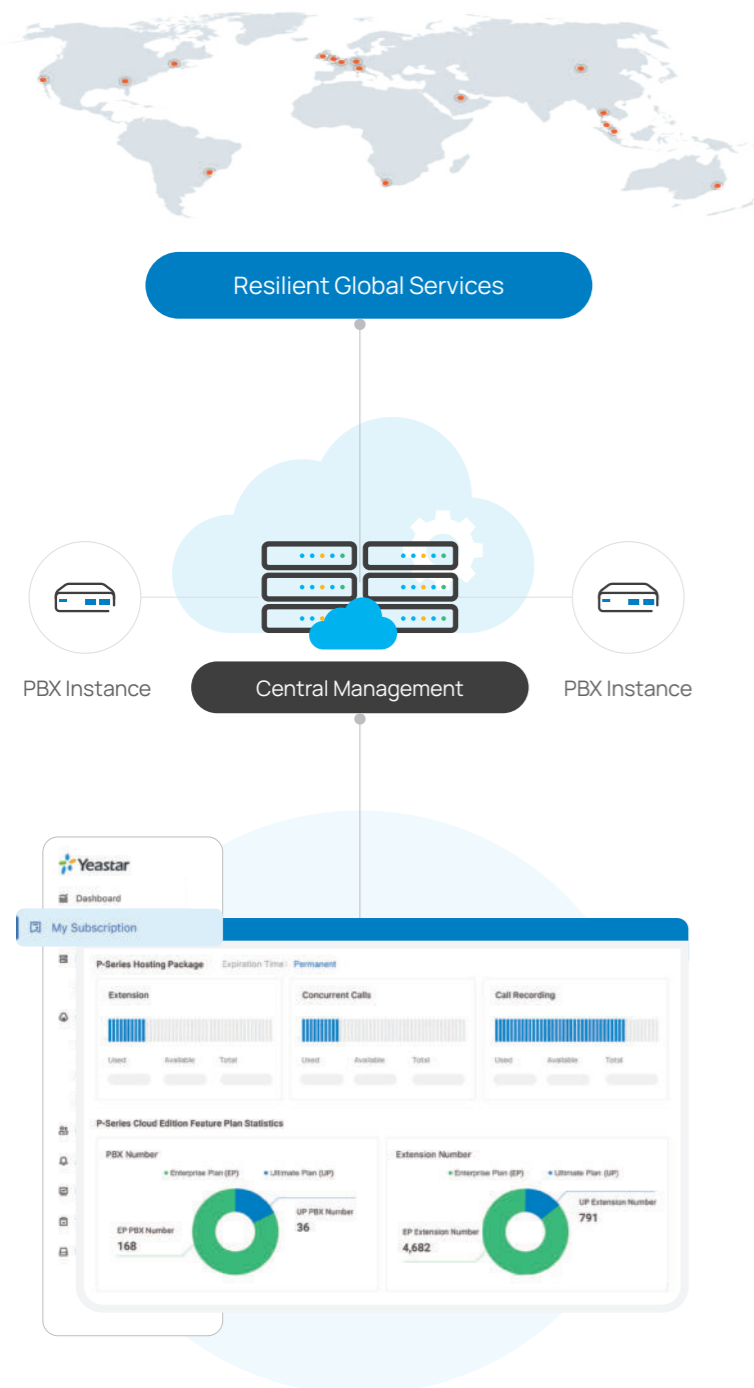 Resilient Global Services
PBX Instance
Central Management
PBX Instance
Yeastar
Dashboard
My Subscription
P-Series Hosting Package Expiration Time: Permanent
Extension
Concurrent Calls
Call Recording
Used Available Total
Used Available Total
Used Available Total
P-Series Cloud Edition Feature Plan Statistics
PBX Number
Enterprise Plan (EP) Ultimate Plan (UP)
UP PBX Number
36
EP PBX Number
168
Extension Number
Enterprise Plan (EP) Ultimate Plan (UP)
UP Extension Number
791
EP Extension Number
4,682